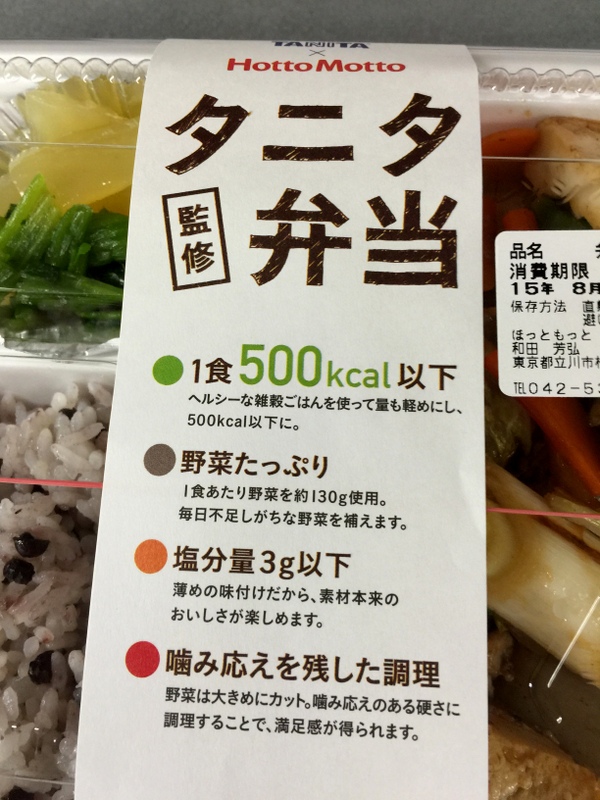 TANITA
×
Hotto Motto
タニタ
監修
弁当
1食500kcal以下
ヘルシーな雑穀ごはんを使って量も軽めにし、
500kcal以下に。
野菜たっぷり
1食あたり野菜を約130g使用。
毎日不足しがちな野菜を補えます。
塩分量3g以下
薄めの味付けだから、素材本来の
おいしさが楽しめます。
噛み応えを残した調理
野菜は大きめにカット。噛み応えのある硬さに
調理することで、満足感が得られます。
品名
消費期限
15年 8月
保存方法
ほっともっと
和田 芳弘
東京都立川市
TEL042-53